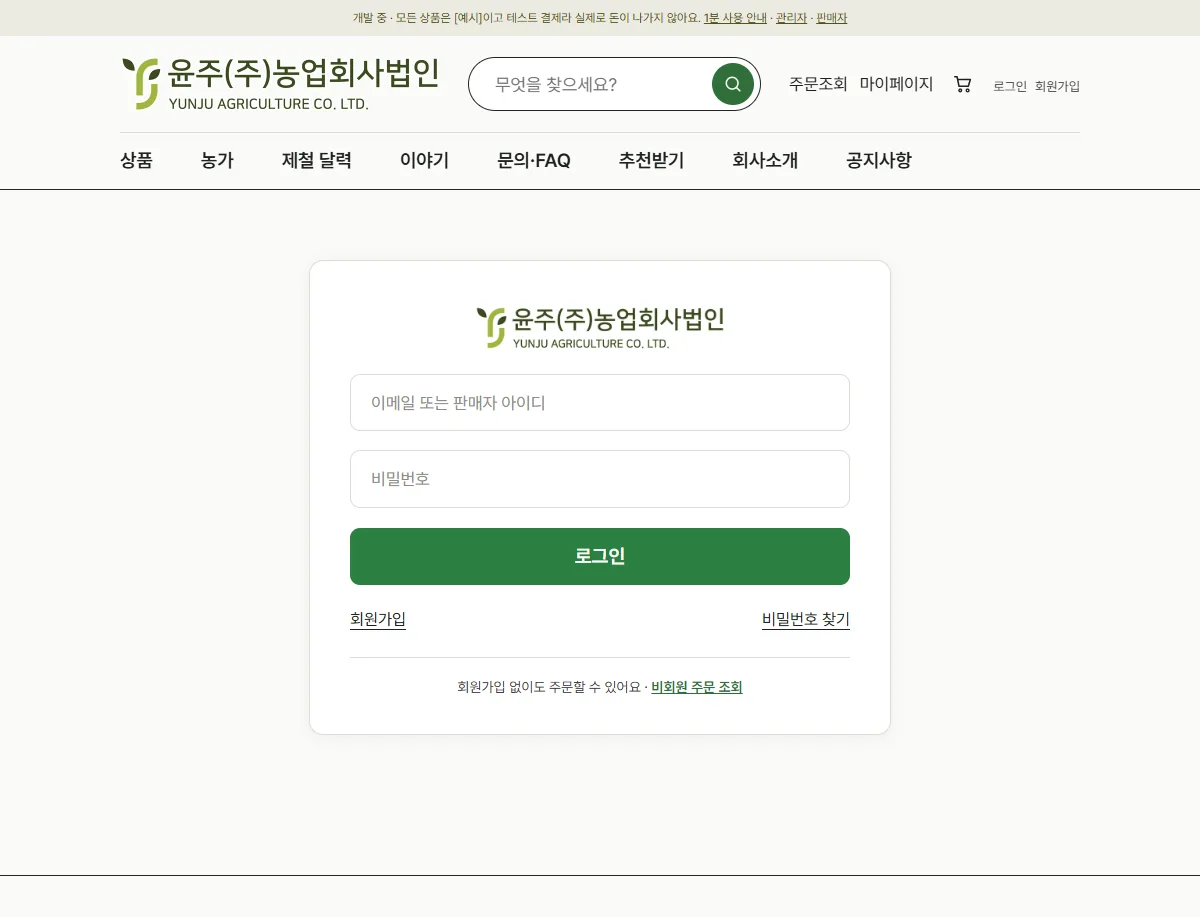 개발 중 · 모든 상품은 [예시]이고 테스트 결제라 실제로 돈이 나가지 않아요. 1분 사용 안내 · 관리자 · 판매자
윤주(주)농업회사법인
YUNJU AGRICULTURE CO. LTD.
무엇을 찾으세요?
주문조회 마이페이지 로그인 회원가입
상품 농가 제철 달력 이야기 문의·FAQ 추천받기 회사소개 공지사항
윤주(주)농업회사법인
YUNJU AGRICULTURE CO. LTD.
이메일 또는 판매자 아이디
비밀번호
로그인
회원가입 비밀번호 찾기
회원가입 없이도 주문할 수 있어요 · 비회원 주문 조회